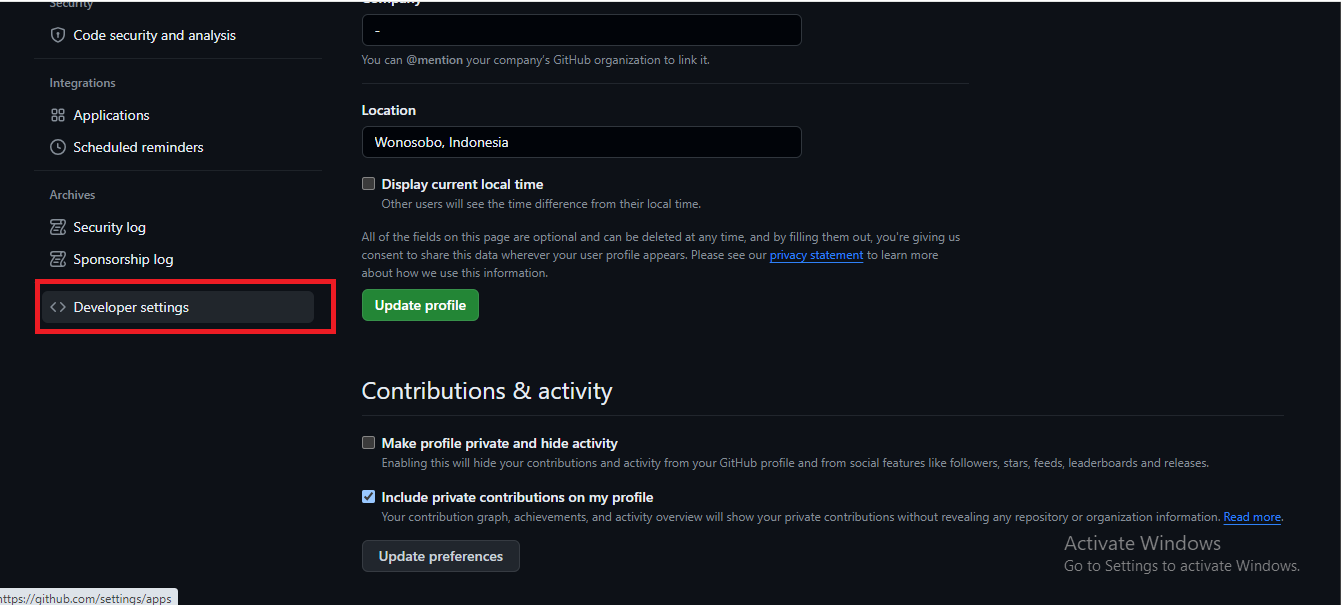 Security
Code security and analysis
Integrations
Applications
Scheduled reminders
Archives
Security log
Sponsorship log
Developer settings
Company
-
You can @mention your company's GitHub organization to link it.
Location
Wonosobo, Indonesia
Display current local time
Other users will see the time difference from their local time.
All of the fields on this page are optional and can be deleted at any time, and by filling them out, you're giving us
consent to share this data wherever your user profile appears. Please see our privacy statement to learn more
about how we use this information.
Update profile
Contributions & activity
Make profile private and hide activity
Enabling this will hide your contributions and activity from your GitHub profile and from social features like followers, stars, feeds, leaderboards and releases.
Include private contributions on my profile
Your contribution graph, achievements, and activity overview will show your private contributions without revealing any repository or organization information. Read more.
Update preferences
Activate Windows
Go to Settings to activate Windows.
https://github.com/settings/apps